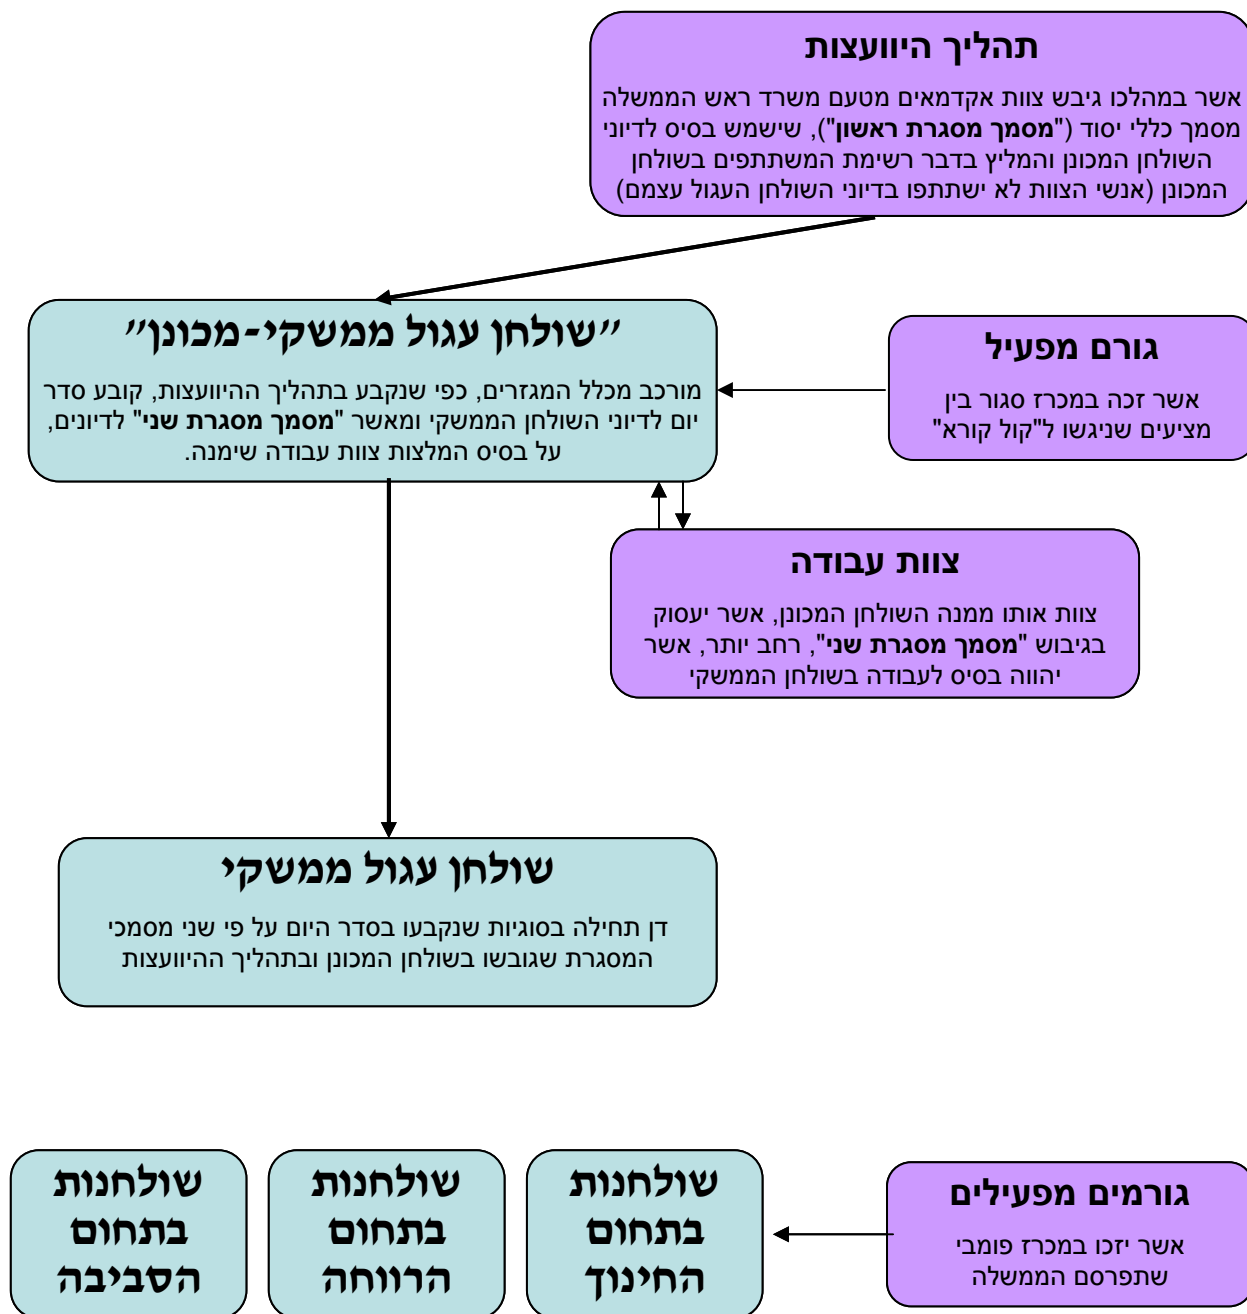 תהליך היוועצות
אשר במהלכו גיבש צוות אקדמאים מטעם משרד ראש הממשלה
מסמך כללי יסוד ("מסמך מסגרת ראשון"), שישמש בסיס לדיוני
השולחן המכונן והמליץ בדבר רשימת המשתתפים בשולחן
המכונן (אנשי הצוות לא ישתתפו בדיוני השולחן העגול עצמם)
"שולחן עגול ממשקי-מכונן"
מורכב מכלל המגזרים, כפי שנקבע בתהליך ההיוועצות, קובע סדר
יום לדיוני השולחן הממשקי ומאשר "מסמך מסגרת שני" לדיונים,
על בסיס המלצות צוות עבודה שימנה.
גורם מפעיל
אשר זכה במכרז סגור בין
מציעים שניגשו ל"קול קורא"
צוות עבודה
צוות אותו ממנה השולחן המכונן, אשר יעסוק
בגיבוש "מסמך מסגרת שני", רחב יותר, אשר
יהווה בסיס לעבודה בשולחן הממשקי
שולחן עגול ממשקי
דן תחילה בסוגיות שנקבעו בסדר היום על פי שני מסמכי
המסגרת שגובשו בשולחן המכונן ובתהליך ההיוועצות
גורמים מפעילים
אשר יזכו במכרז פומבי
שתפרסם הממשלה
שולחנות
בתחום
החינוך
שולחנות
בתחום
הרווחה
שולחנות
בתחום
הסביבה